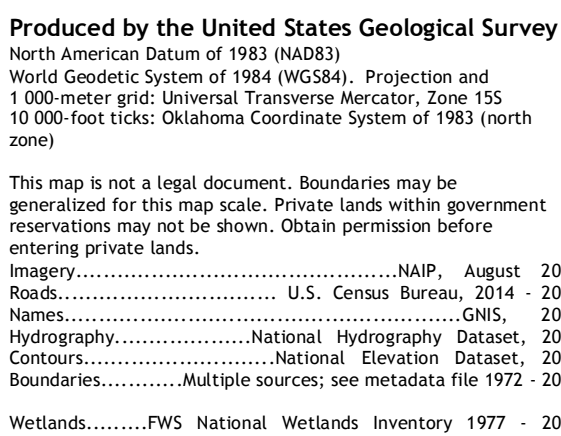 Produced by the United States Geological Survey
North American Datum of 1983 (NAD83)
World Geodetic System of 1984 (WGS84). Projection and
1 000-meter grid: Universal Transverse Mercator, Zone 15S
10 000-foot ticks: Oklahoma Coordinate System of 1983 (north
zone)
This map is not a legal document. Boundaries may be
generalized for this map scale. Private lands within government
reservations may not be shown. Obtain permission before
entering private lands.
Imagery..............................................NAIP, August 20
Roads............................... U.S. Census Bureau, 2014 - 20
Names........................................................GNIS, 20
Hydrography...................National Hydrography Dataset, 20
Contours...........................National Elevation Dataset, 20
Boundaries............Multiple sources; see metadata file 1972 - 20
Wetlands.........FWS National Wetlands Inventory 1977 - 20